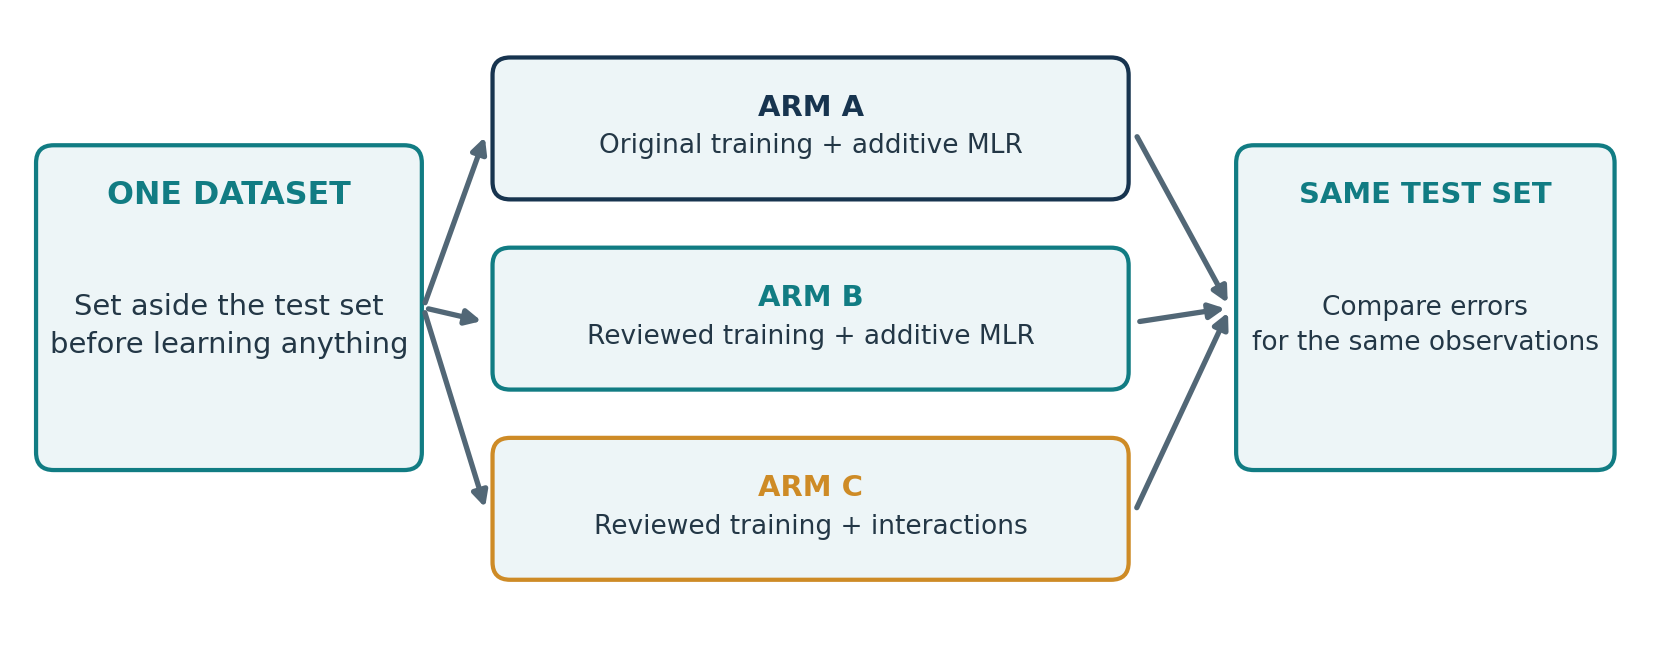 ONE DATASET
Set aside the test set
before learning anything
ARM A
Original training + additive MLR
ARM B
Reviewed training + additive MLR
ARM C
Reviewed training + interactions
SAME TEST SET
Compare errors
for the same observations